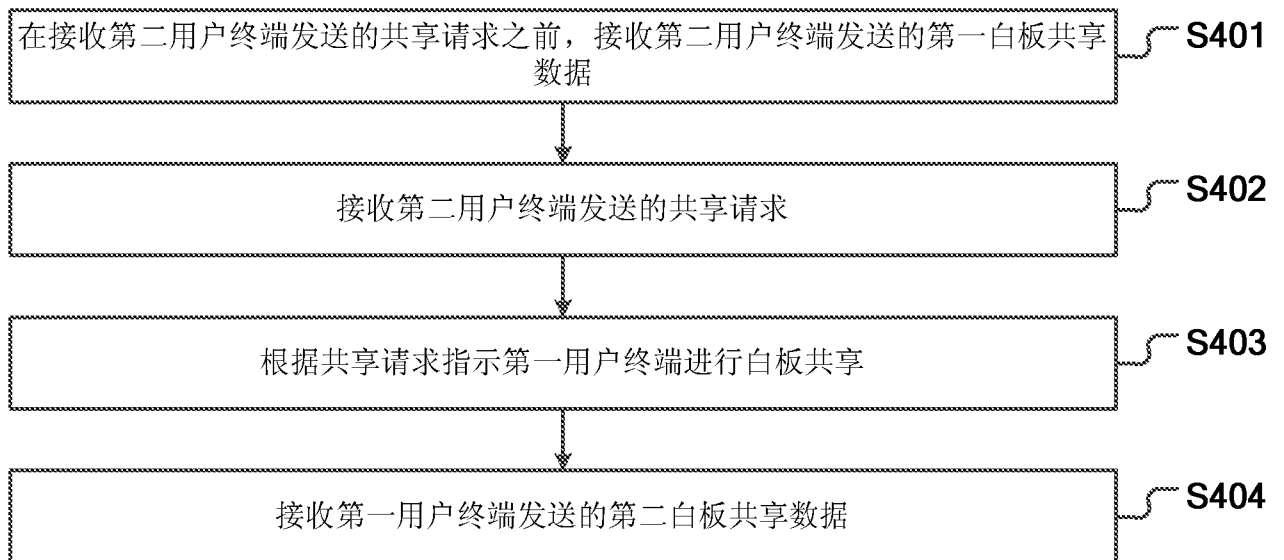 在接收第二用户终端发送的共享请求之前，接收第二用户终端发送的第一白板共享
数据
S401
接收第二用户终端发送的共享请求
S402
根据共享请求指示第一用户终端进行白板共享
S403
接收第一用户终端发送的第二白板共享数据
S404